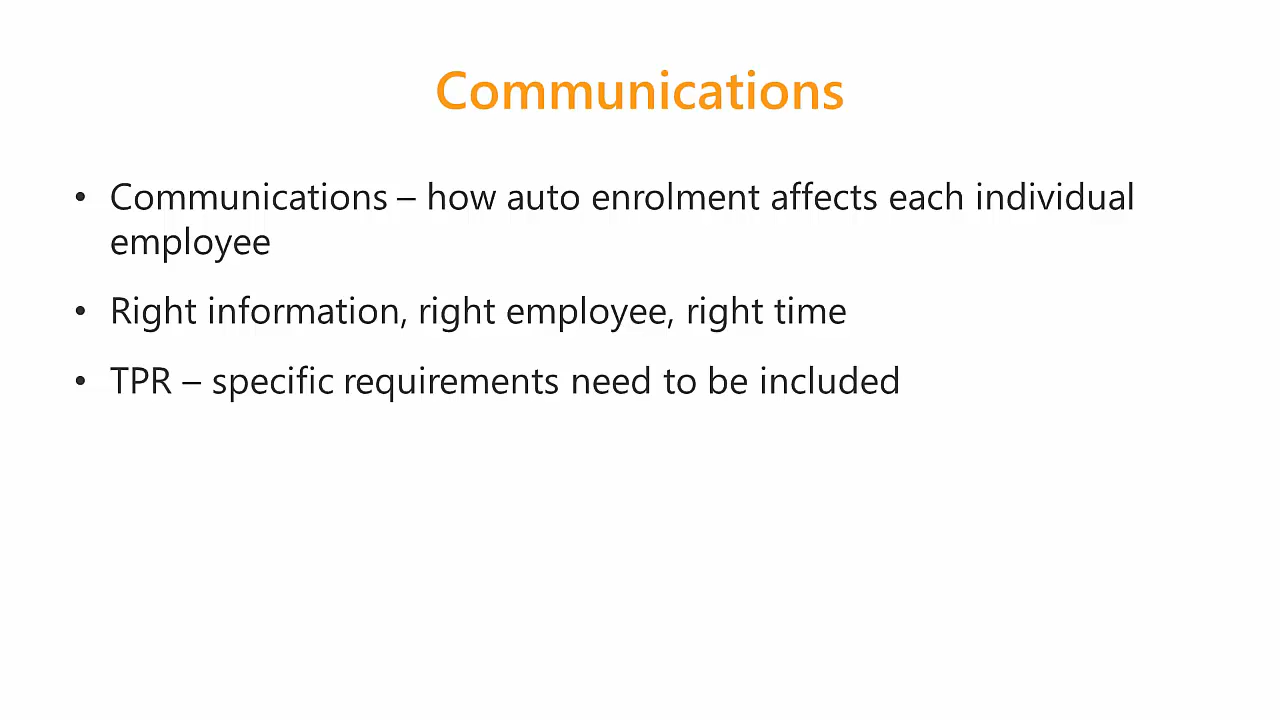 Communications
• Communications – how auto enrolment affects each individual
employee
• Right information, right employee, right time
• TPR – specific requirements need to be included